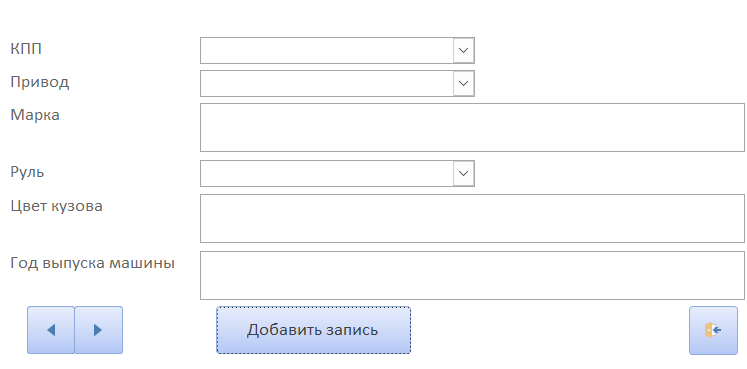 КПП
Привод
Марка
Руль
Цвет кузова
Год выпуска машины
Добавить запись